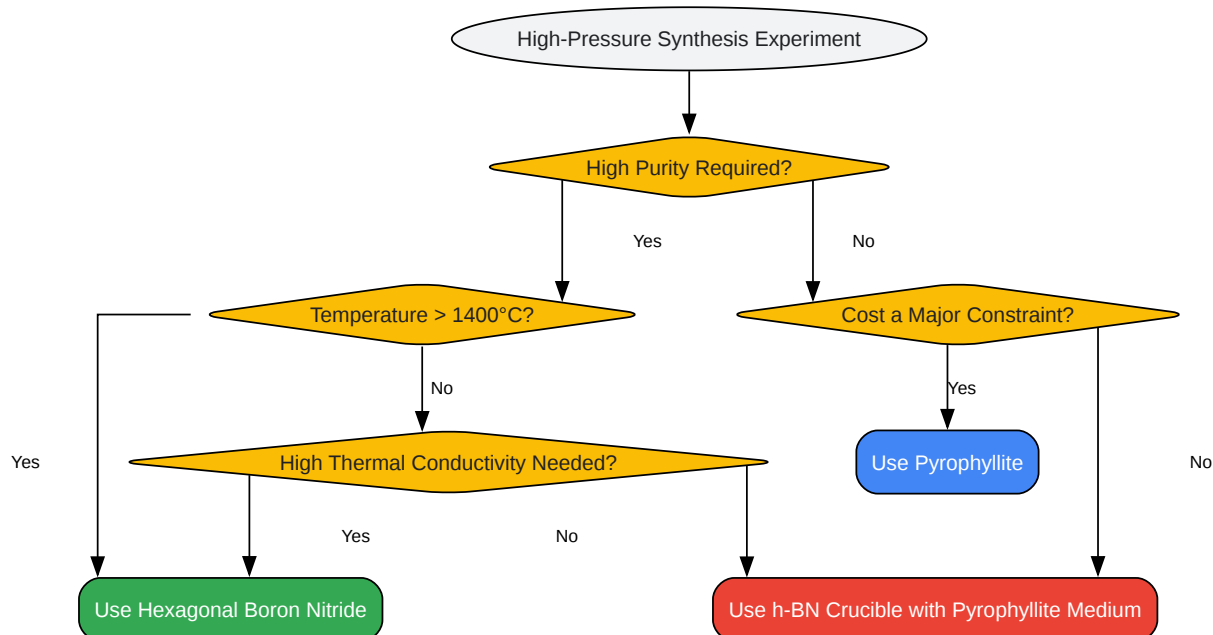 High-Pressure Synthesis Experiment
High Purity Required?
Yes
No
Temperature > 1400°C?
Cost a Major Constraint?
No
Yes
Yes
High Thermal Conductivity Needed?
Use Pyrophyllite
No
Yes
No
Use Hexagonal Boron Nitride
Use h-BN Crucible with Pyrophyllite Medium